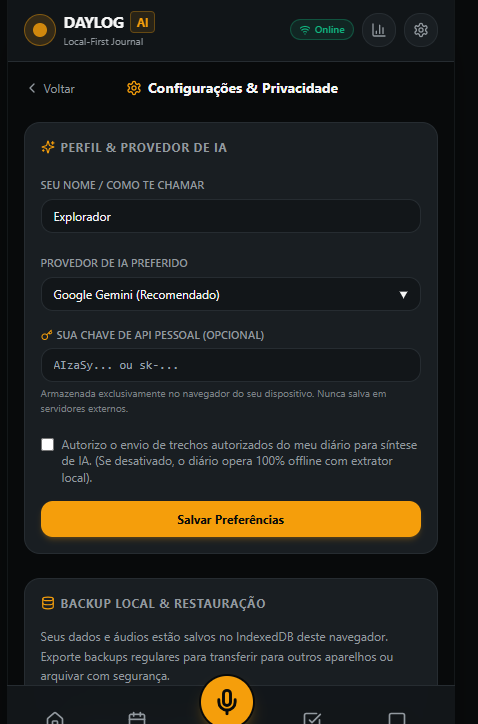 DAYLOG AI
Local-First Journal
Online
Voltar
Configurações & Privacidade
PERFIL & PROVEDOR DE IA
SEU NOME / COMO TE CHAMAR
Explorador
PROVEDOR DE IA PREFERIDO
Google Gemini (Recomendado)
SUA CHAVE DE API PESSOAL (OPCIONAL)
AIzaSy... ou sk-...
Armazenada exclusivamente no navegador do seu dispositivo. Nunca salva em
servidores externos.
Autorizo o envio de trechos autorizados do meu diário para síntese
de IA. (Se desativado, o diário opera 100% offline com extrator
local).
Salvar Preferências
BACKUP LOCAL & RESTAURAÇÃO
Seus dados e áudios estão salvos no IndexedDB deste navegador.
Exporte backups regulares para transferir para outros aparelhos ou
arquivar com segurança.